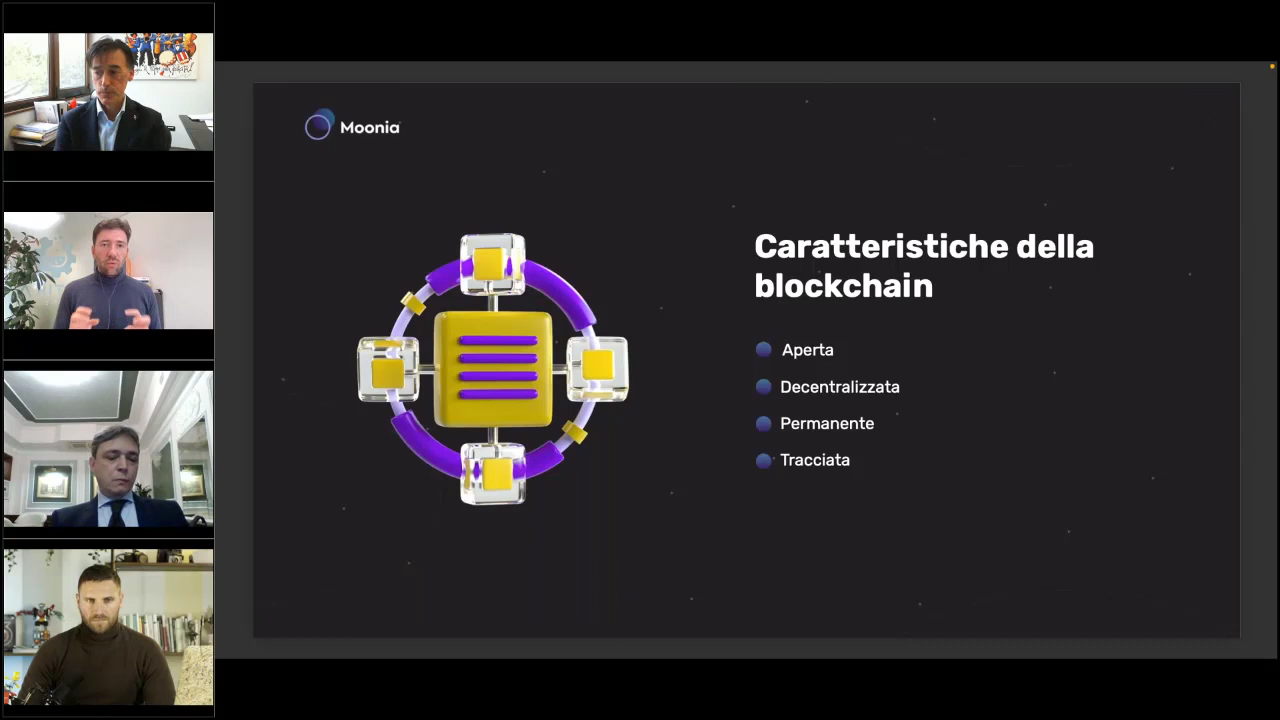 Moonia
Caratteristiche della
blockchain
Aperta
Decentralizzata
Permanente
Tracciata